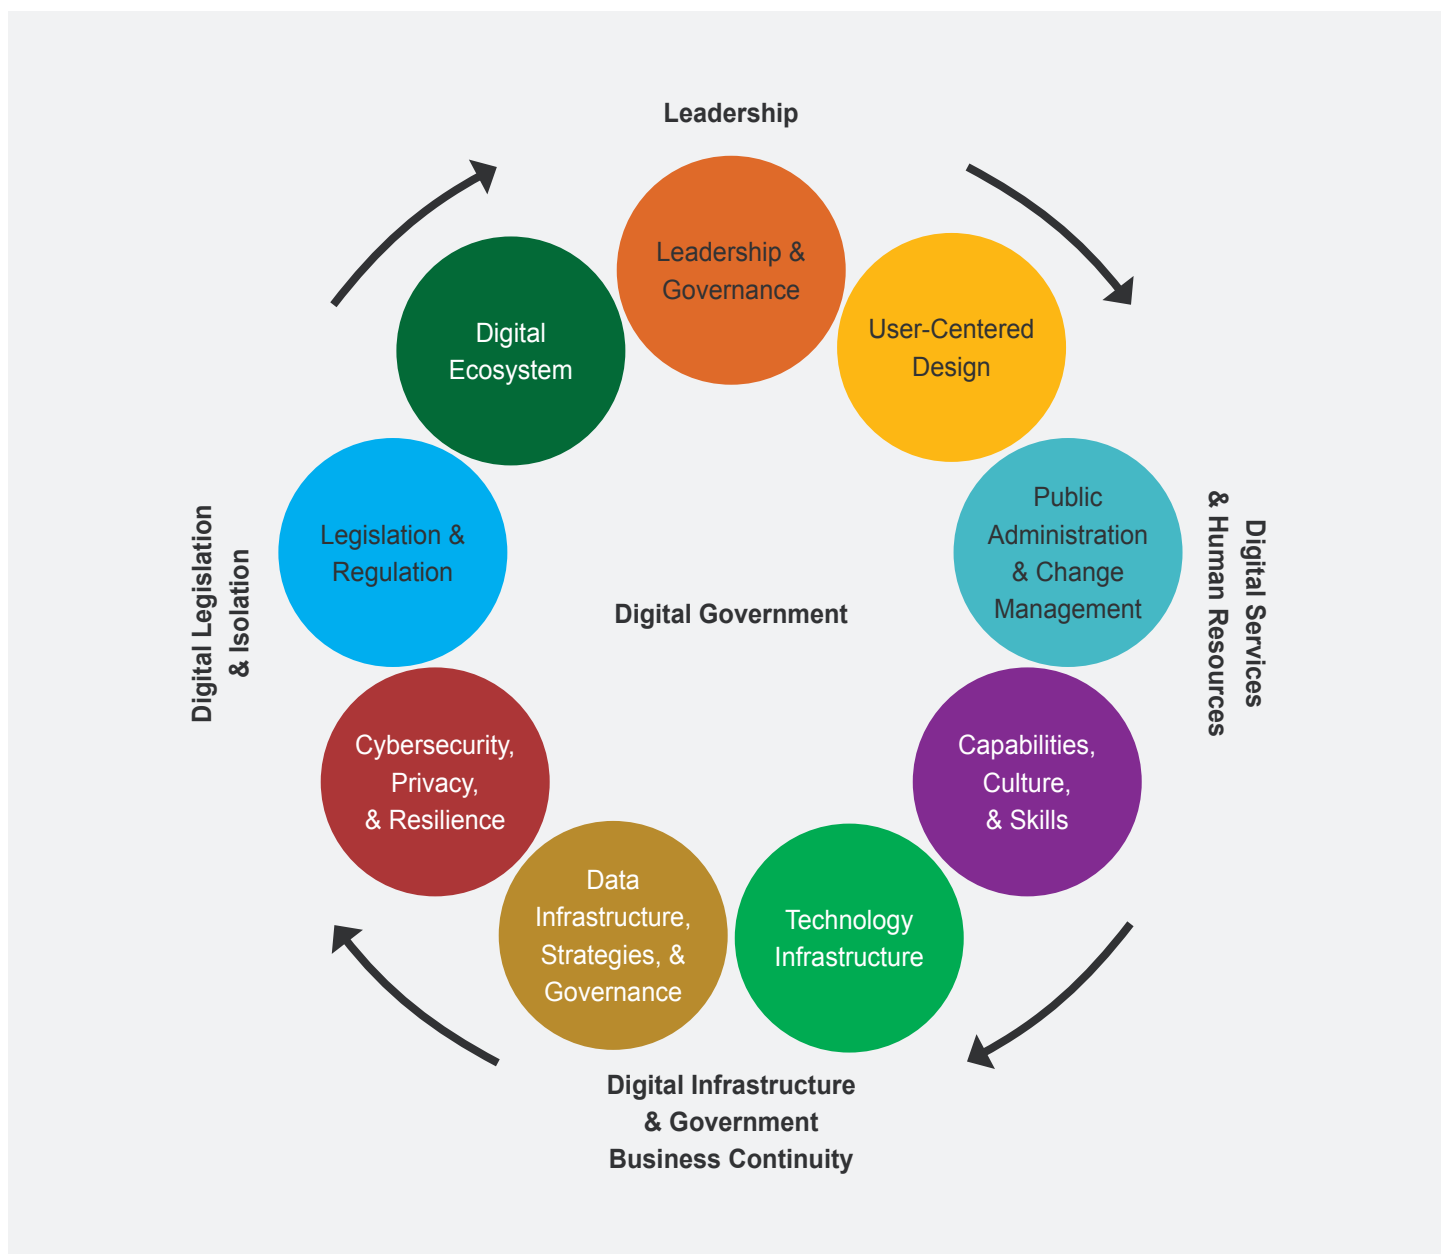 Leadership
Leadership &
Governance
User-Centered
Design
Public
Administration
& Change
Management
Digital Services
& Human Resources
Capabilities,
Culture,
& Skills
Technology
Infrastructure
Digital Infrastructure
& Government
Business Continuity
Data
Infrastructure,
Strategies, &
Governance
Cybersecurity,
Privacy,
& Resilience
Digital Legislation
& Isolation
Legislation &
Regulation
Digital
Ecosystem
Digital Government